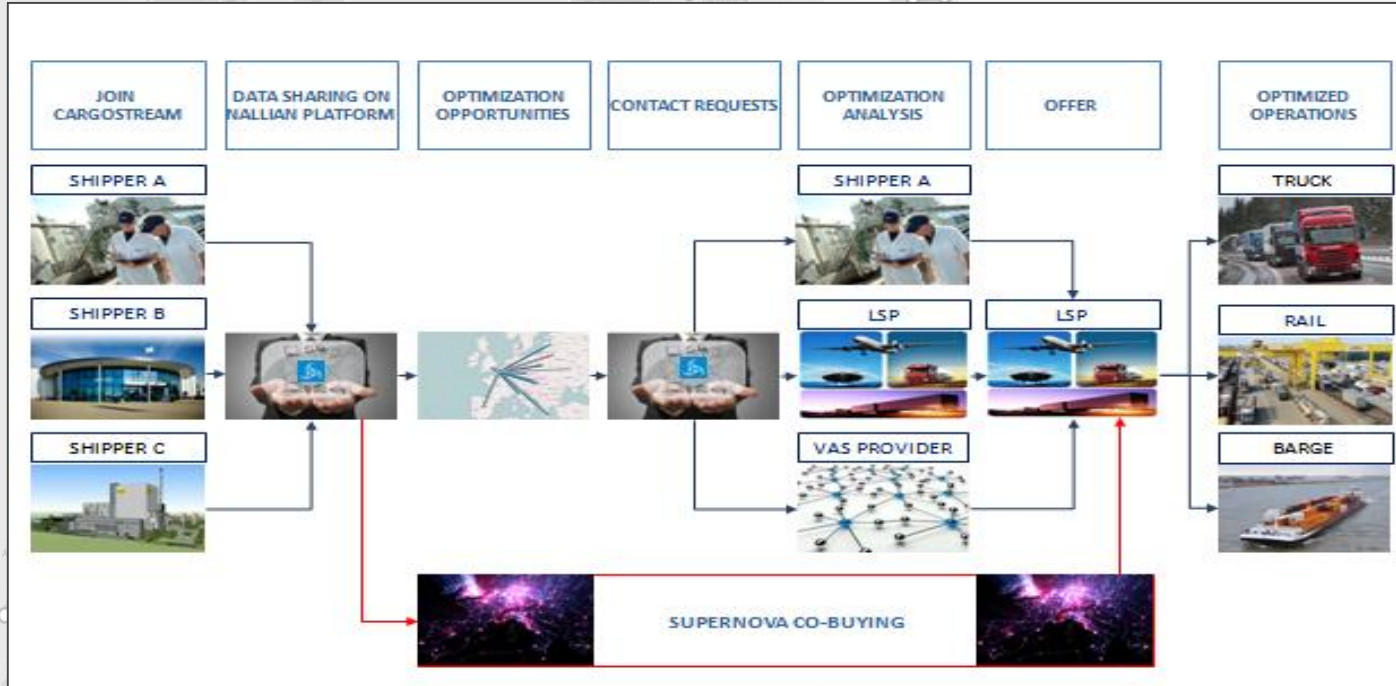 JOIN
CARGOSTREAM
DATA SHARING ON
NALLIAN PLATFORM
OPTIMIZATION
OPPORTUNITIES
CONTACT REQUESTS
OPTIMIZATION
ANALYSIS
OFFER
OPTIMIZED
OPERATIONS
SHIPPER A
SHIPPER A
TRUCK
SHIPPER B
LSP
LSP
RAIL
SHIPPER C
VAS PROVIDER
BARGE
SUPERNOVA CO-BUYING